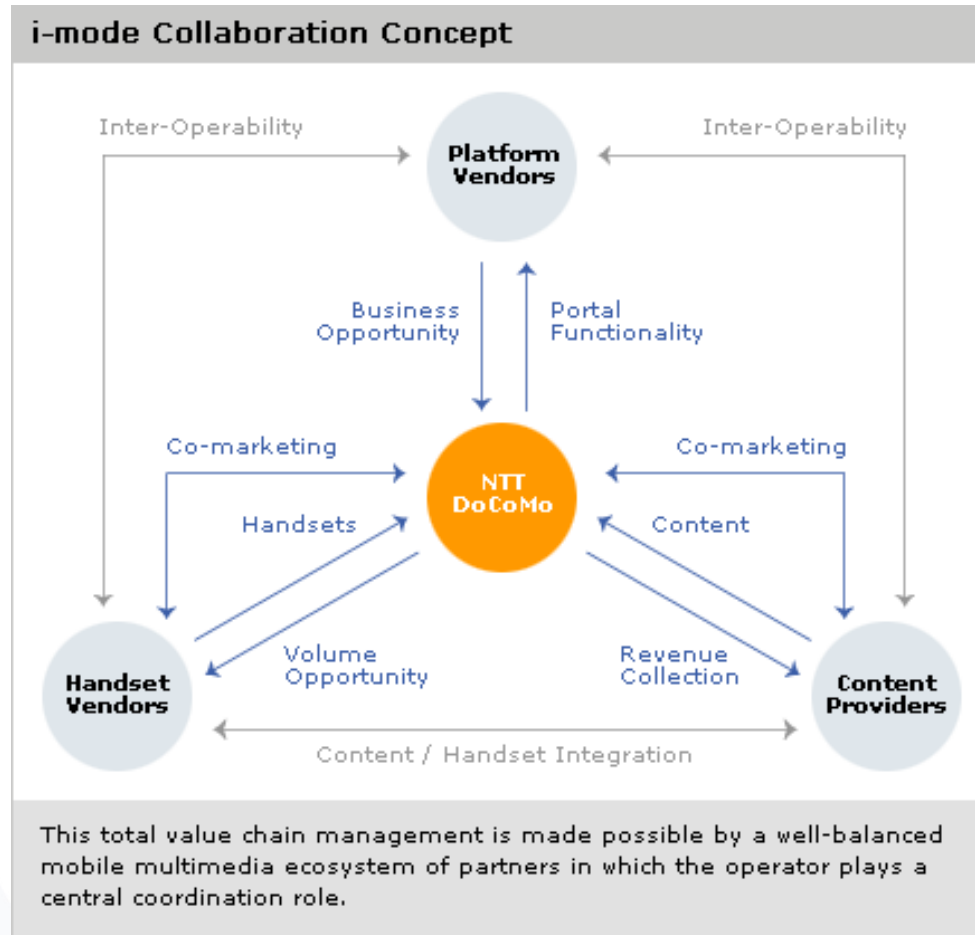 i-mode Collaboration Concept
Inter-Operability
Inter-Operability
Platform
Vendors
Business
Opportunity
Portal
Functionality
Co-marketing
Co-marketing
NTT
DoCoMo
Handsets
Content
Volume
Opportunity
Revenue
Collection
Handset
Vendors
Content
Providers
Content / Handset Integration
This total value chain management is made possible by a well-balanced
mobile multimedia ecosystem of partners in which the operator plays a
central coordination role.